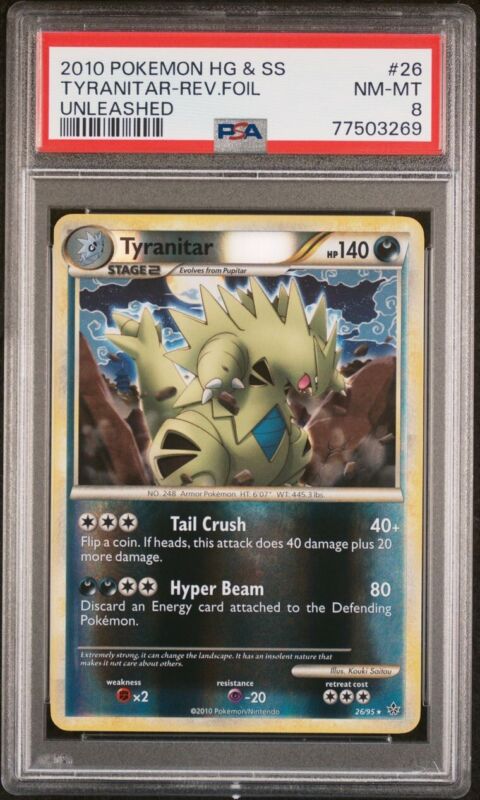 2010 POKEMON HG & SS #26
TYRANITAR-REV.FOIL NM-MT
UNLEASHED 8
PSA 77503269
Tyranitar HP 140
STAGE 2 Evolves from Pupitar
NO. 248 Armor Pokémon HT: 6'07" WT: 445.3 lbs.
Tail Crush 40+
Flip a coin. If heads, this attack does 40 damage plus 20
more damage.
Hyper Beam 80
Discard an Energy card attached to the Defending
Pokémon.
Extremely strong, it can change the landscape. It has an insolent nature that
makes it not care about others.
Illus. Kouki Saitou
weakness resistance retreat cost
×2 -20
©2010 Pokémon/Nintendo 26/95 ★